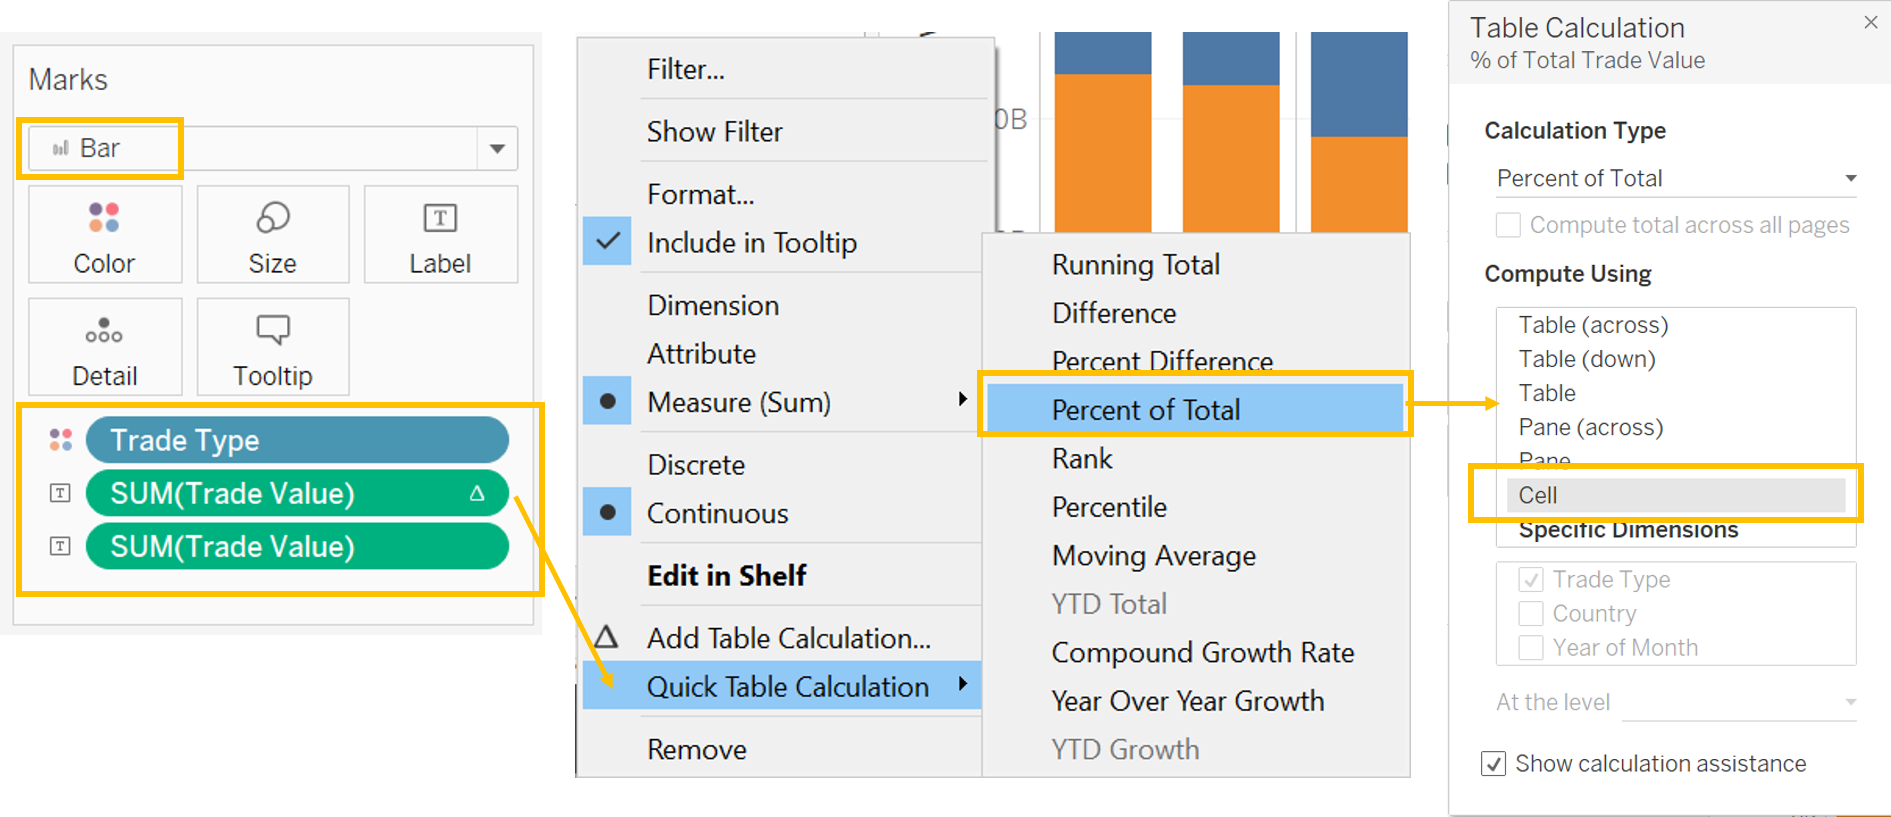 Marks
Bar
Color
Size
Label
Detail
Tooltip
Trade Type
SUM(Trade Value)
SUM(Trade Value)
Filter...
Show Filter
Format...
Include in Tooltip
Dimension
Attribute
Measure (Sum)
Discrete
Continuous
Edit in Shelf
Add Table Calculation...
Quick Table Calculation
Remove
0B
Running Total
Difference
Percent Difference
Percent of Total
Rank
Percentile
Moving Average
YTD Total
Compound Growth Rate
Year Over Year Growth
YTD Growth
Table Calculation
% of Total Trade Value
Calculation Type
Percent of Total
Compute total across all pages
Compute Using
Table (across)
Table (down)
Table
Pane (across)
Pane
Cell
Specific Dimensions
Trade Type
Country
Year of Month
At the level
Show calculation assistance